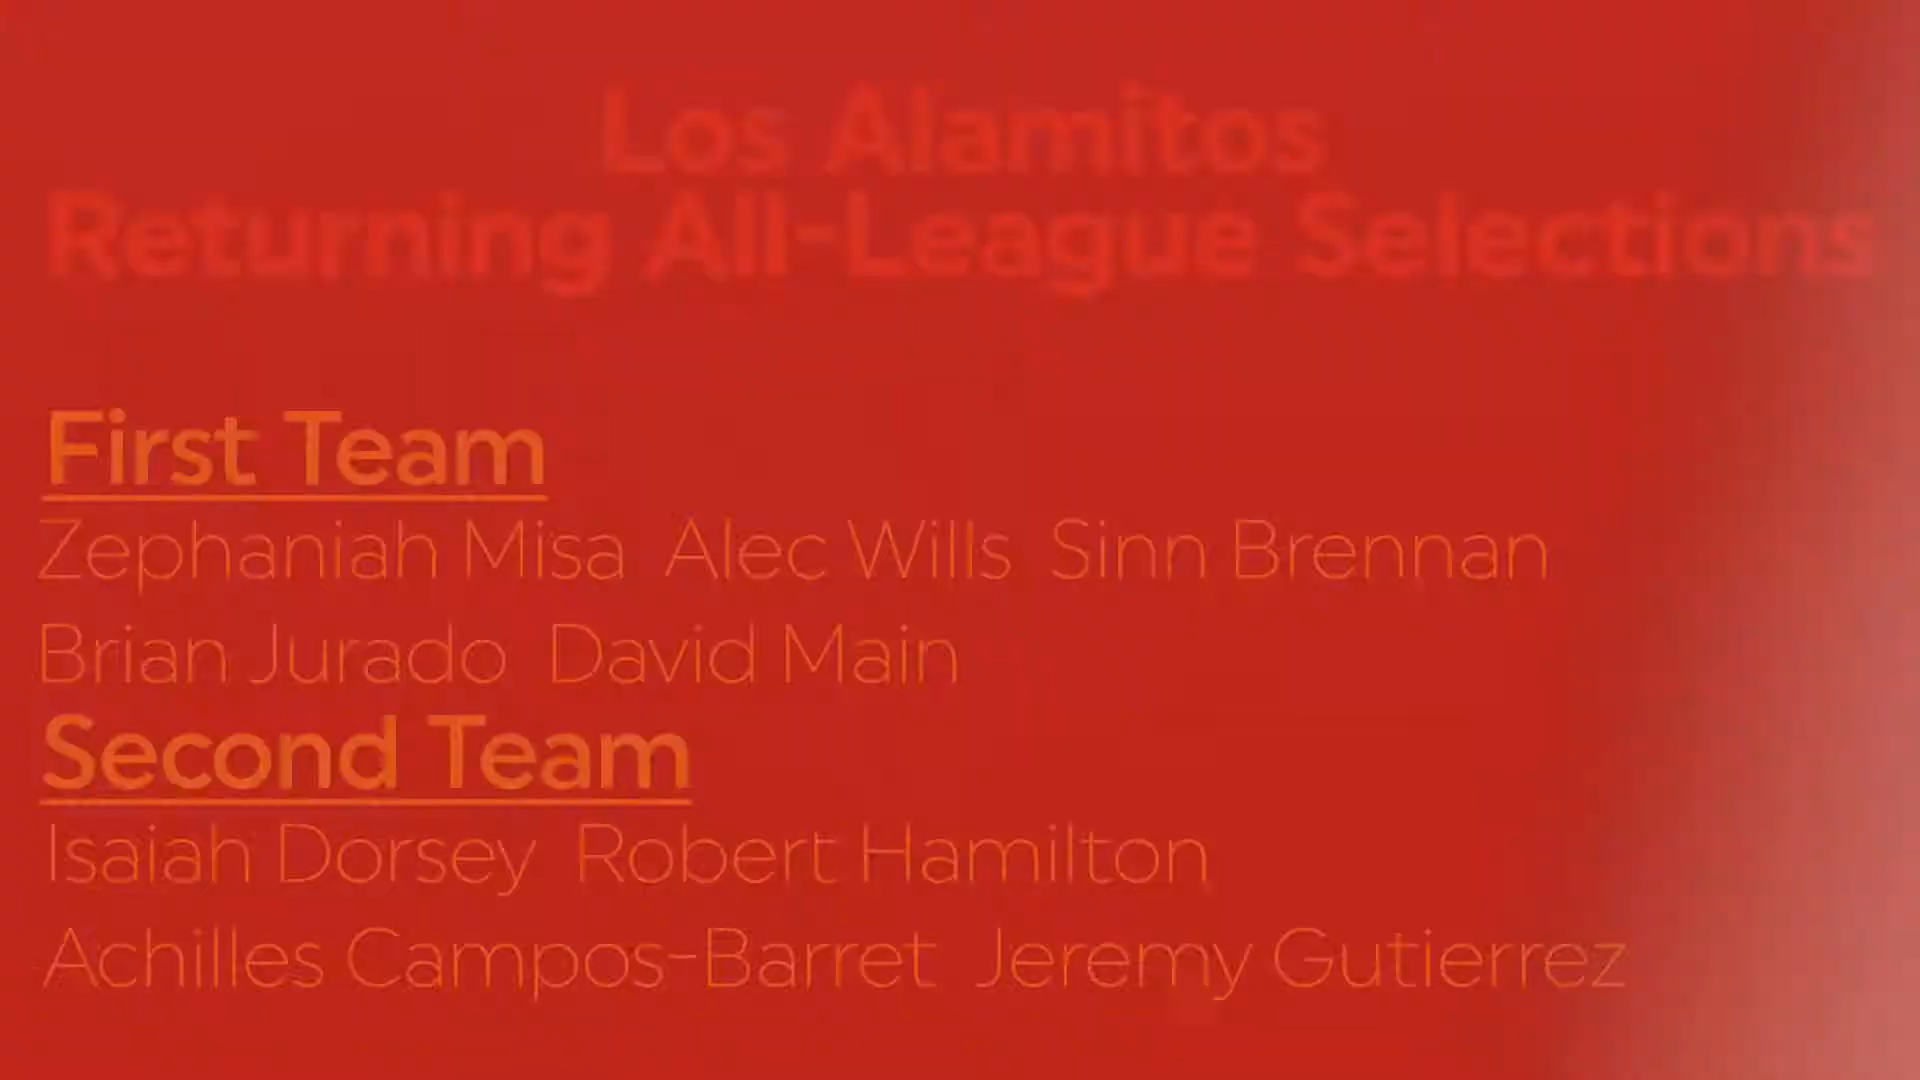 Los Alamitos
Returning All-League Selections
First Team
Zephaniah Misa  Alec Wills  Sinn Brennan
Brian Jurado  David Main
Second Team
Isaiah Dorsey  Robert Hamilton
Achilles Campos-Barret  Jeremy Gutierrez